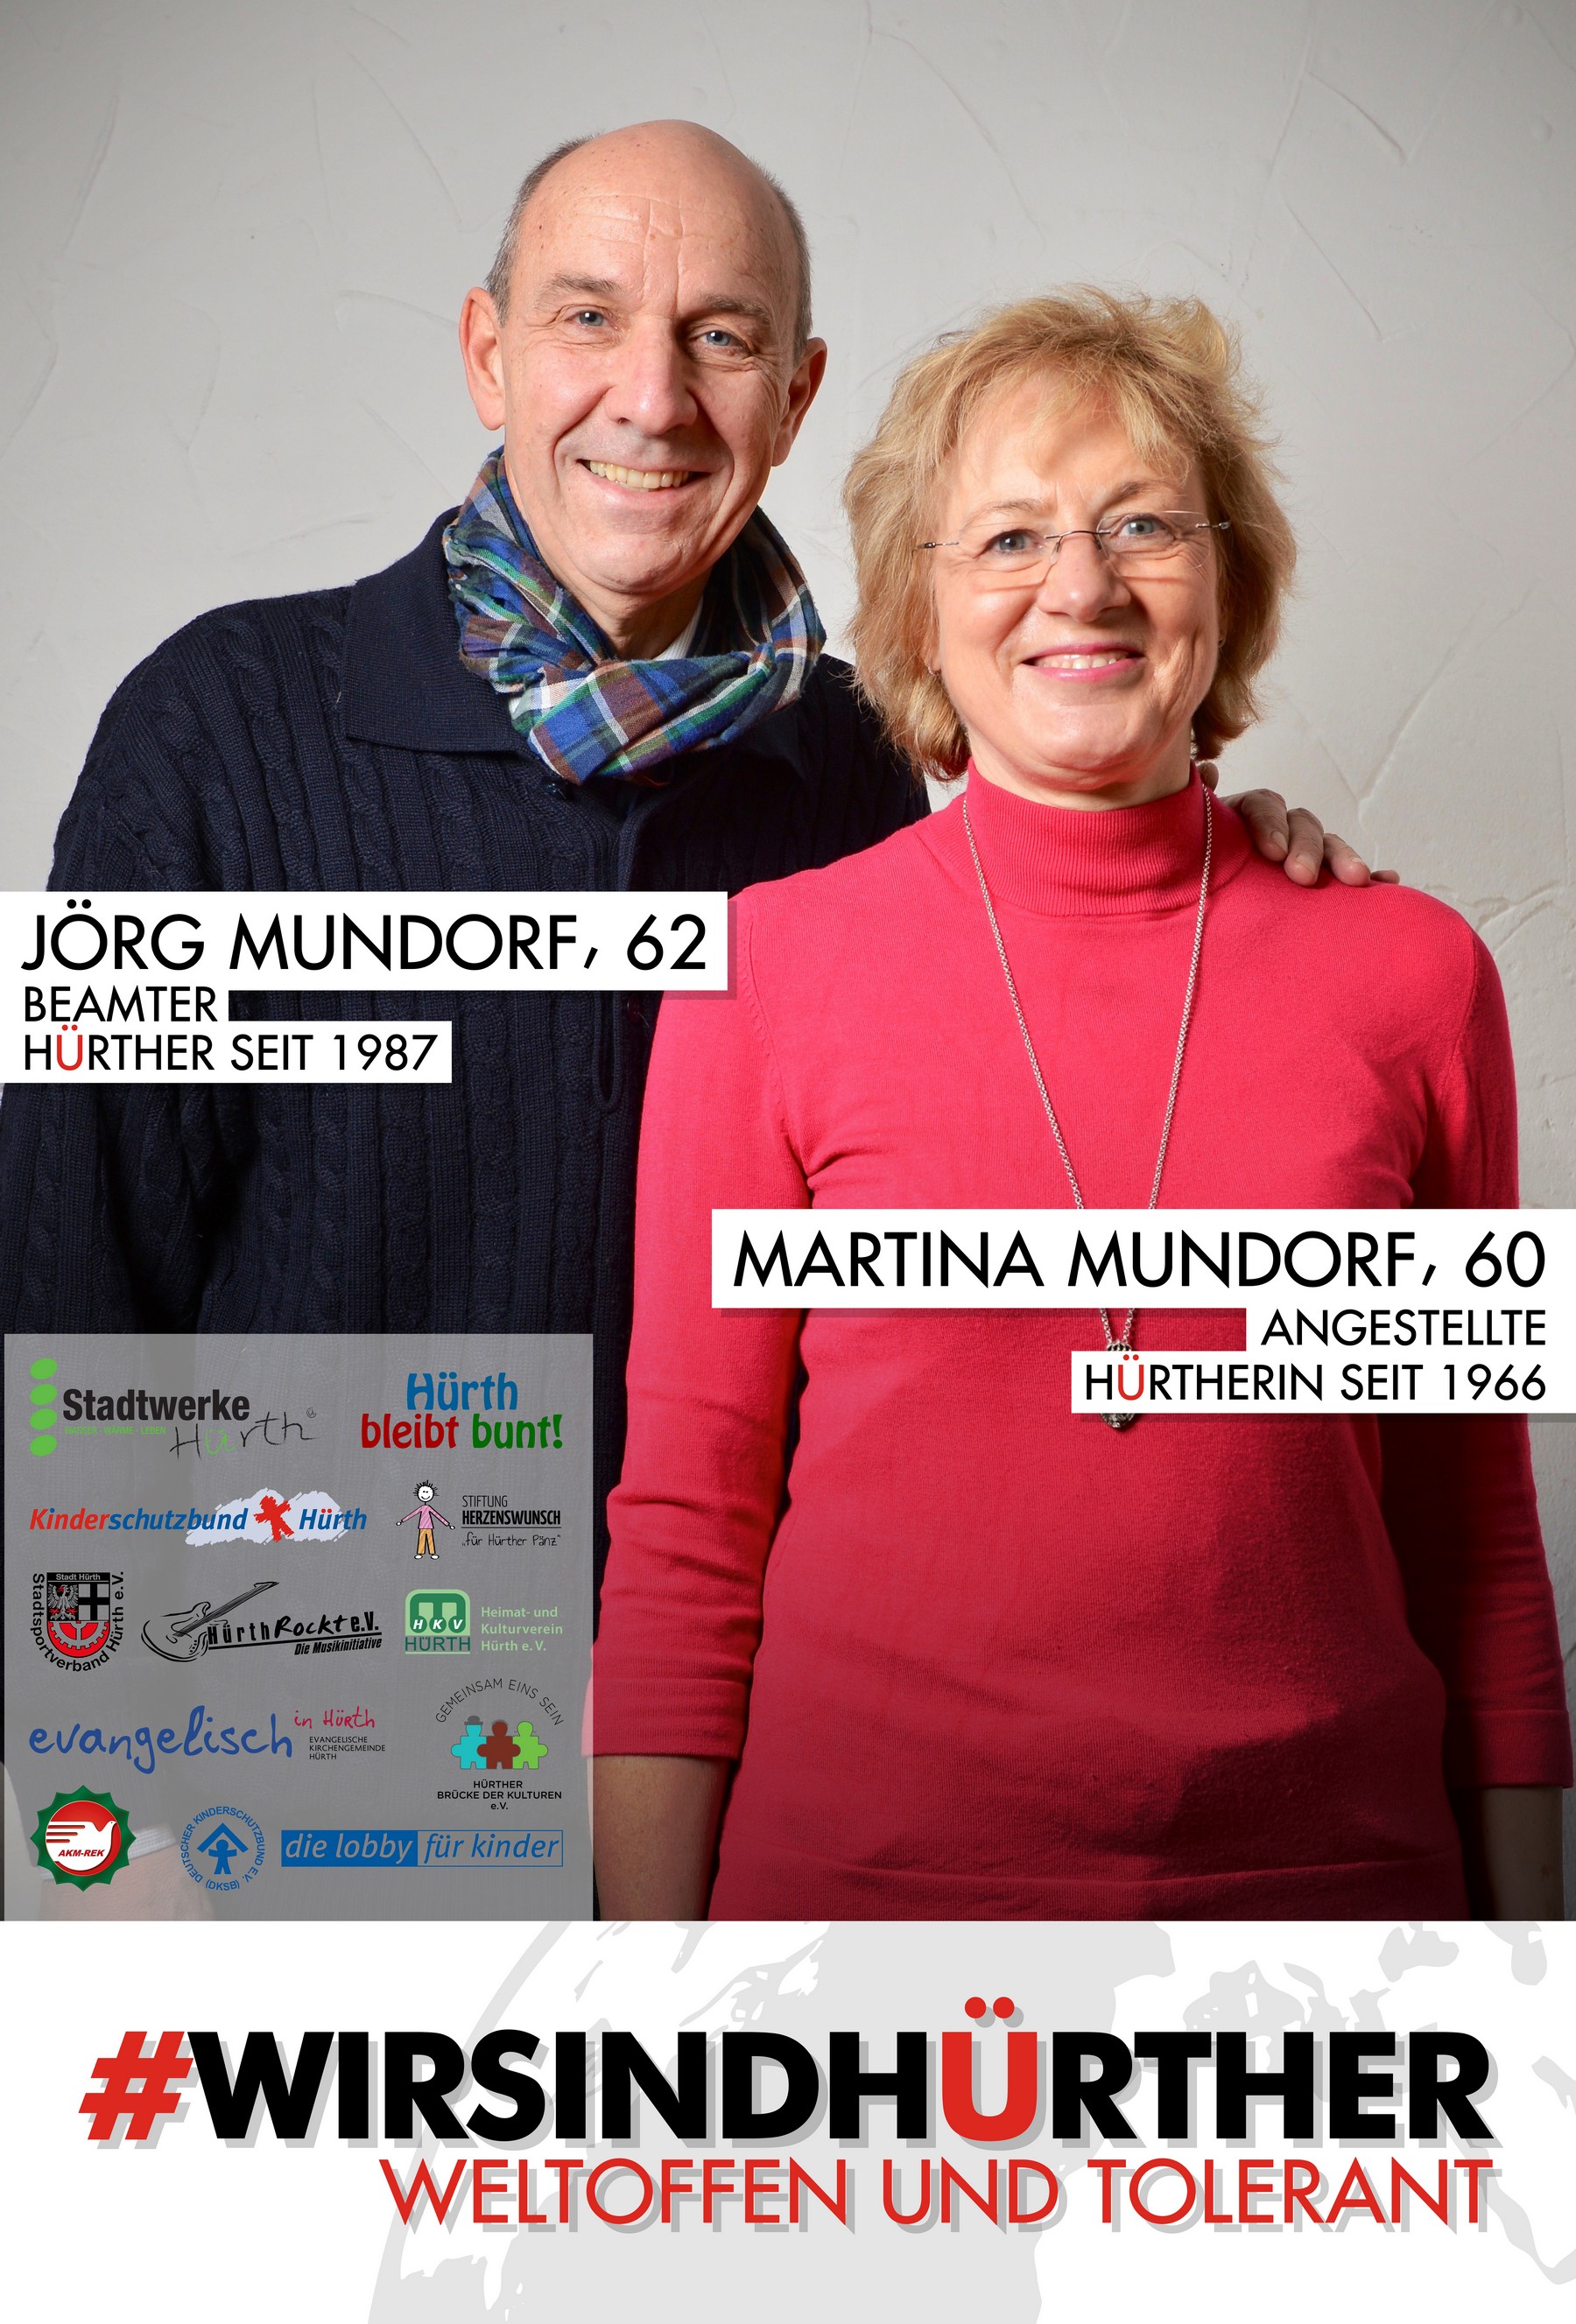 JÖRG MUNDORF, 62
BEAMTER
HÜRTHER SEIT 1987
MARTINA MUNDORF, 60
ANGESTELLTE
HÜRTHERIN SEIT 1966
Stadtwerke
WASSER · WÄRME · LEBEN
Hürth
Hürth
bleibt bunt!
Kinderschutzbund Hürth
STIFTUNG
HERZENSWUNSCH
„für Hürther Pänz"
Stadt Hürth
Stadtsportverband Hürth e.V.
HürthRockt e.V.
Die Musikinitiative
HKV
HÜRTH
Heimat- und
Kulturverein
Hürth e. V.
evangelisch
in Hürth
EVANGELISCHE
KIRCHENGEMEINDE
HÜRTH
GEMEINSAM EINS SEIN
HÜRTHER
BRÜCKE DER KULTUREN
e.V.
AKM-REK
DEUTSCHER KINDERSCHUTZBUND E.V.
(DKSB)
die lobby für kinder
#WIRSINDHÜRTHER
WELTOFFEN UND TOLERANT